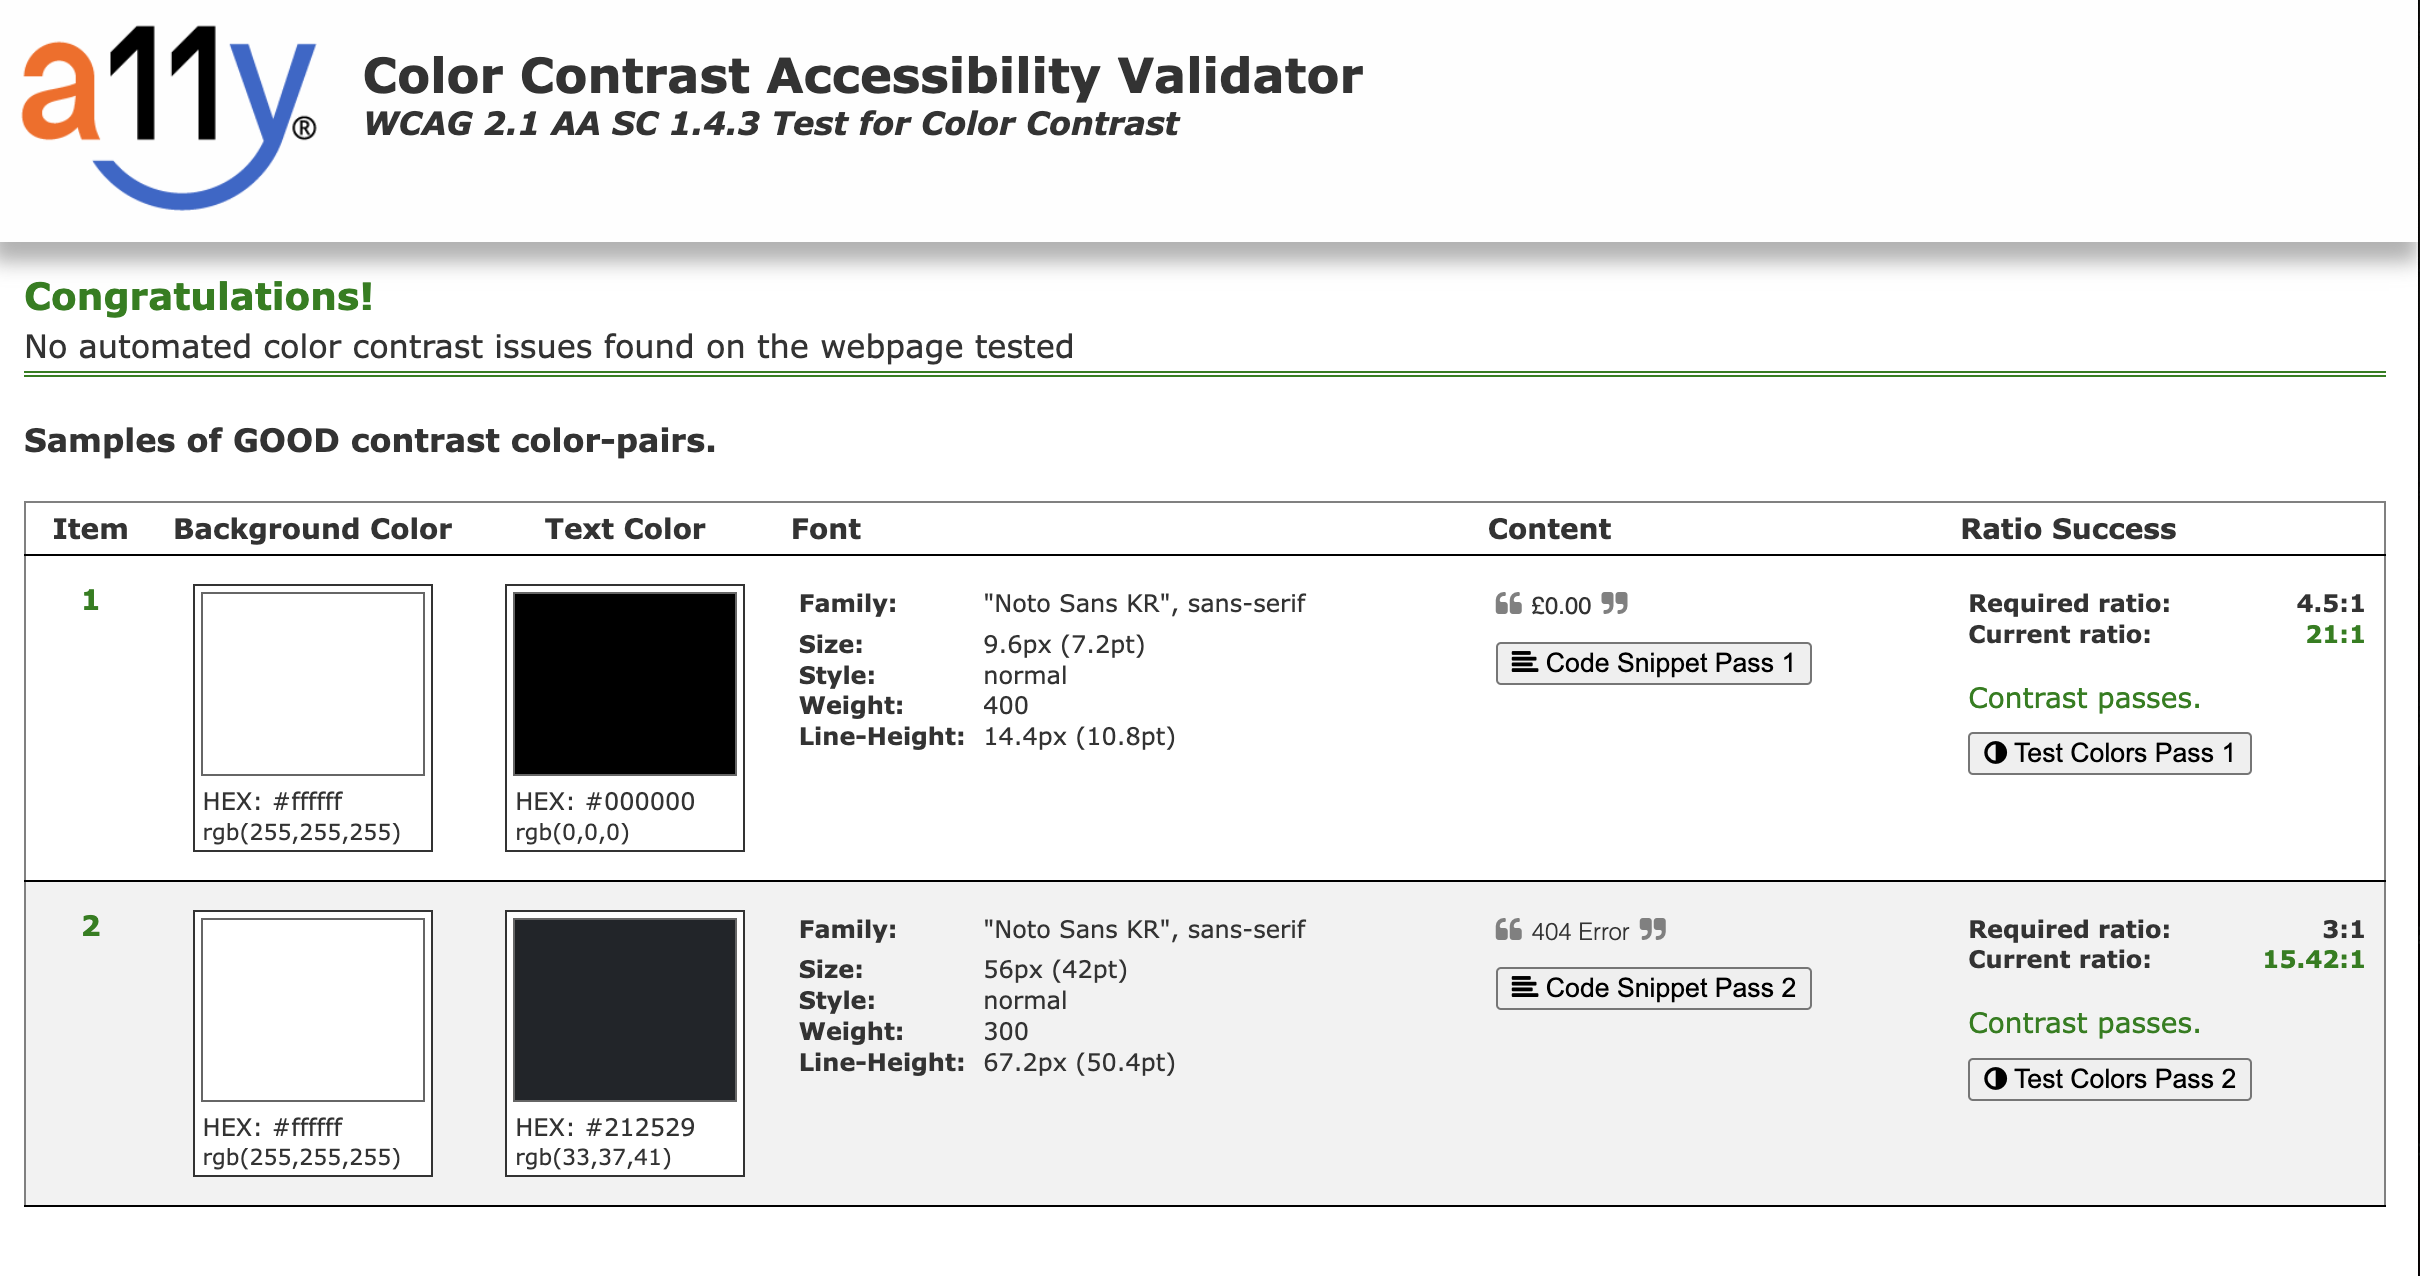 a11y®
Color Contrast Accessibility Validator
WCAG 2.1 AA SC 1.4.3 Test for Color Contrast
Congratulations!
No automated color contrast issues found on the webpage tested
Samples of GOOD contrast color-pairs.
Item Background Color Text Color Font Content Ratio Success
1
HEX: #ffffff
rgb(255,255,255)
HEX: #000000
rgb(0,0,0)
Family: "Noto Sans KR", sans-serif
Size: 9.6px (7.2pt)
Style: normal
Weight: 400
Line-Height: 14.4px (10.8pt)
❝ £0.00 ❞
Code Snippet Pass 1
Required ratio: 4.5:1
Current ratio: 21:1
Contrast passes.
Test Colors Pass 1
2
HEX: #ffffff
rgb(255,255,255)
HEX: #212529
rgb(33,37,41)
Family: "Noto Sans KR", sans-serif
Size: 56px (42pt)
Style: normal
Weight: 300
Line-Height: 67.2px (50.4pt)
❝ 404 Error ❞
Code Snippet Pass 2
Required ratio: 3:1
Current ratio: 15.42:1
Contrast passes.
Test Colors Pass 2